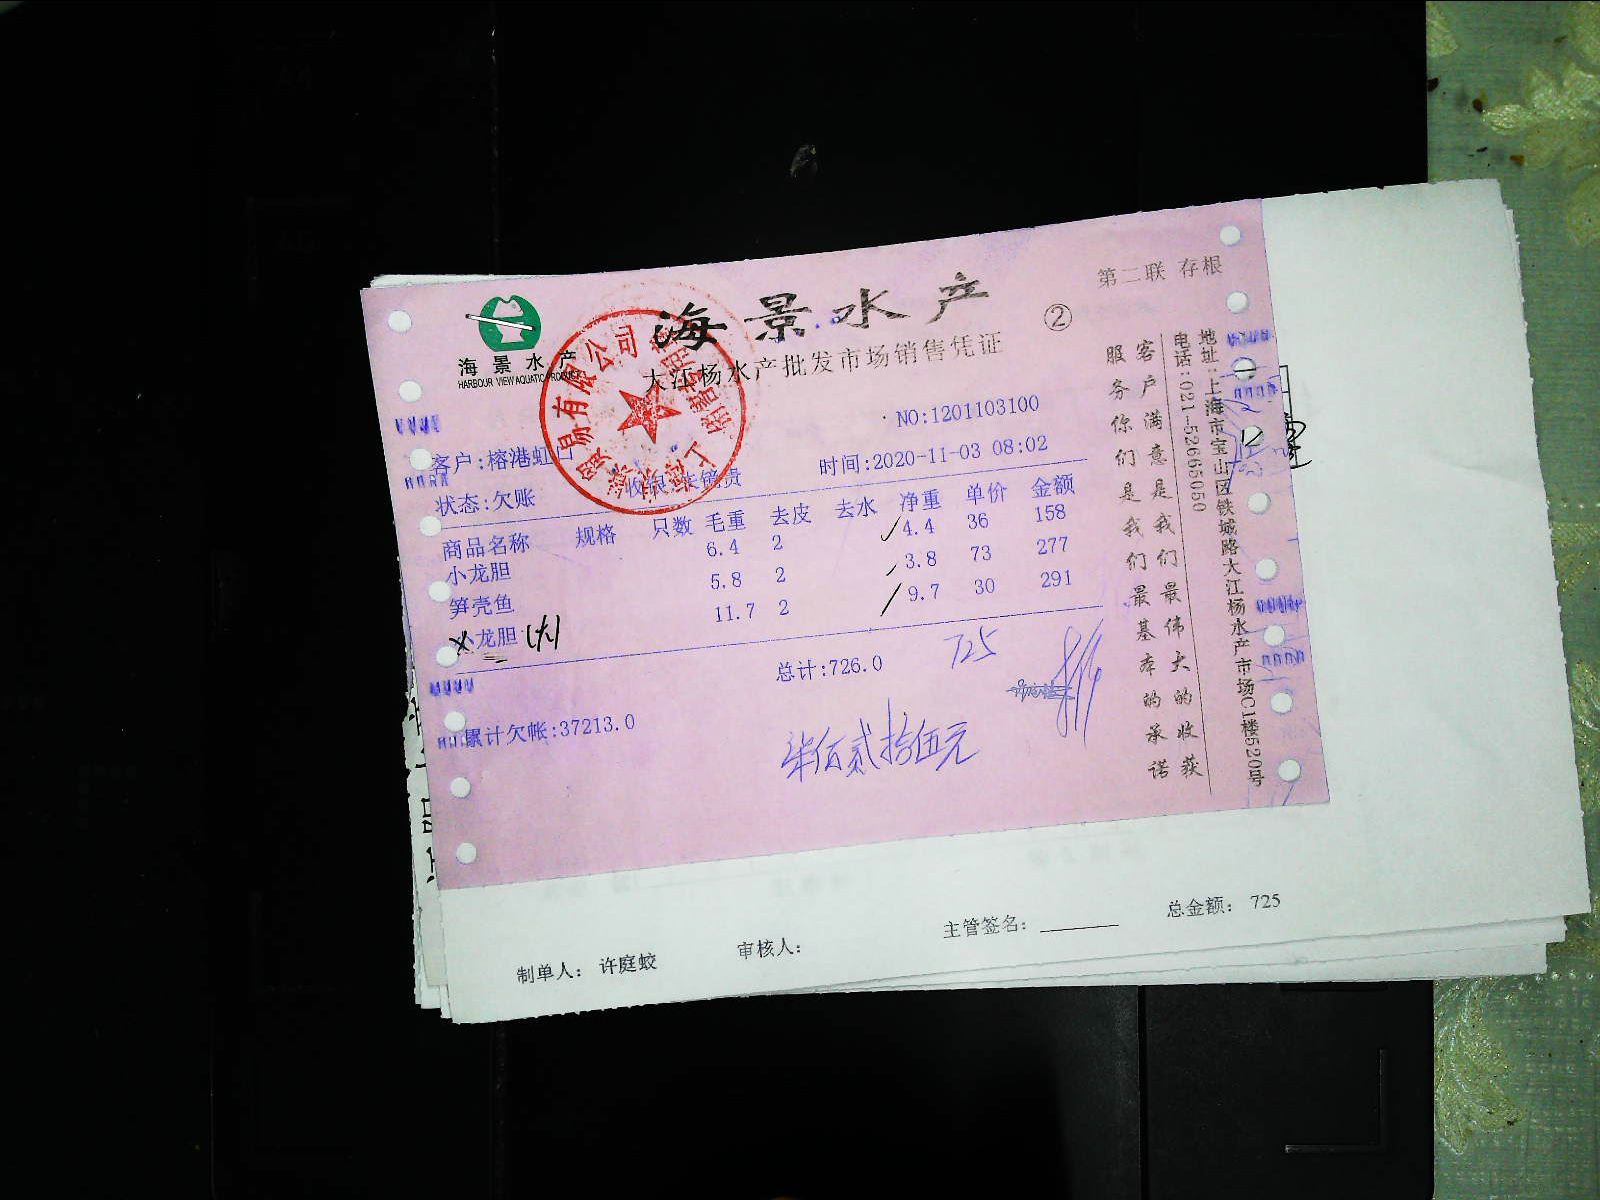 第二联 存根
海景水产
②
海景水产
HARBOUR VIEW AQUATIC PRODUCT
大江杨水产批发市场销售凭证
NO:1201103100
客户:榕港虹口
时间:2020-11-03 08:02
状态:欠账
收银:
商品名称 规格 只数 毛重 去皮 去水 净重 单价 金额
小龙胆 6.4 2 4.4 36 158
笋壳鱼 5.8 2 3.8 73 277
小龙胆(大) 11.7 2 9.7 30 291
总计:726.0 725
累计欠帐:37213.0
柒佰贰拾伍元
客户满意是我们最伟大的收获
服务你们是我们最基本的承诺
地址:上海市宝山区铁城路大江杨水产市场C1楼520号
电话:021-52665050
有限公司
制单人: 许庭蛟 审核人: 主管签名: 总金额: 725